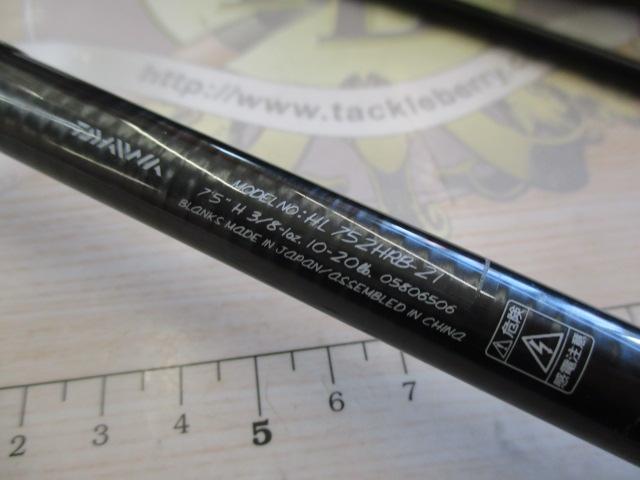 http://www.tackleberry.c
DAIWA
MODEL NO: HL 752HRB-21
7'5" H 3/8-1oz. 10-20lb. 05806506
BLANKS MADE IN JAPAN/ASSEMBLED IN CHINA
危険
感電注意
2 3 4 5 6 7